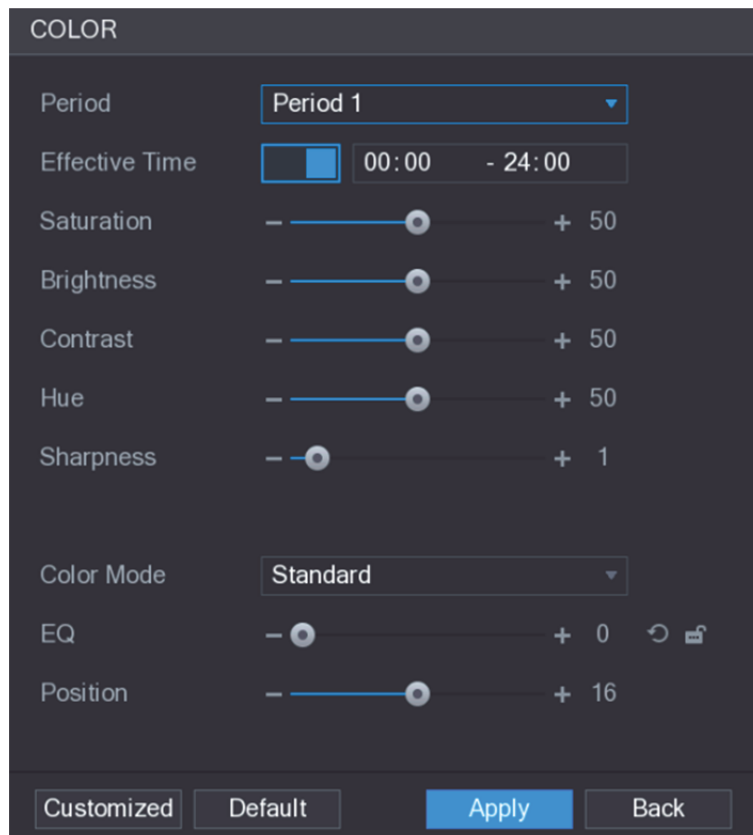 COLOR
Period Period 1
Effective Time 00:00 - 24:00
Saturation - + 50
Brightness - + 50
Contrast - + 50
Hue - + 50
Sharpness - + 1
Color Mode Standard
EQ - + 0
Position - + 16
Customized Default Apply Back